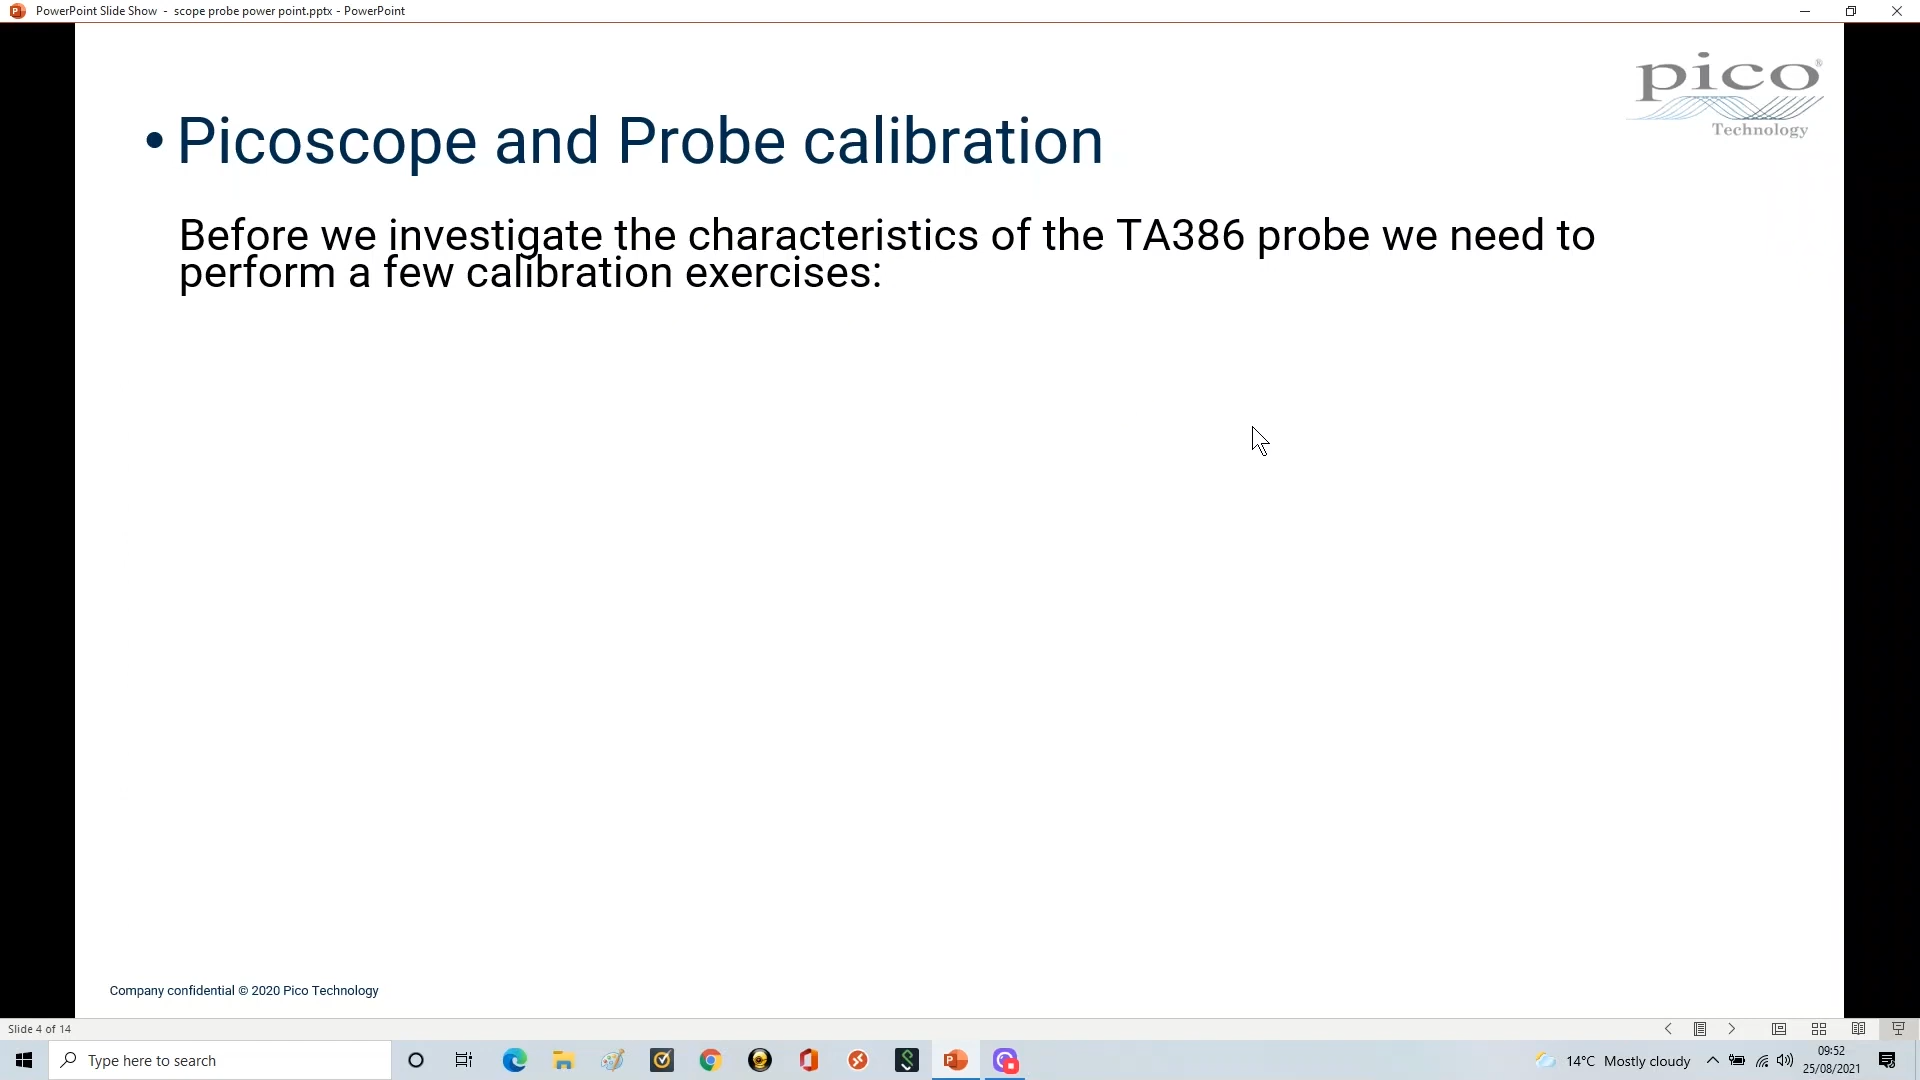 PowerPoint Slide Show - scope probe power point.pptx - PowerPoint
pico®
Technology
• Picoscope and Probe calibration
Before we investigate the characteristics of the TA386 probe we need to
perform a few calibration exercises:
Company confidential © 2020 Pico Technology
Slide 4 of 14
Type here to search
14°C Mostly cloudy
09:52
25/08/2021